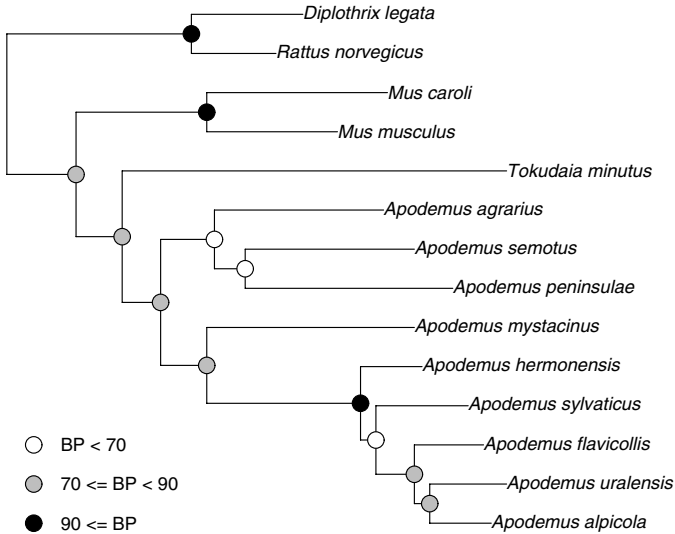 Diplothrix legata
Rattus norvegicus
Mus caroli
Mus musculus
Tokudaia minutus
Apodemus agrarius
Apodemus semotus
Apodemus peninsulae
Apodemus mystacinus
Apodemus hermonensis
Apodemus sylvaticus
Apodemus flavicollis
Apodemus uralensis
Apodemus alpicola
BP < 70
70 <= BP < 90
90 <= BP